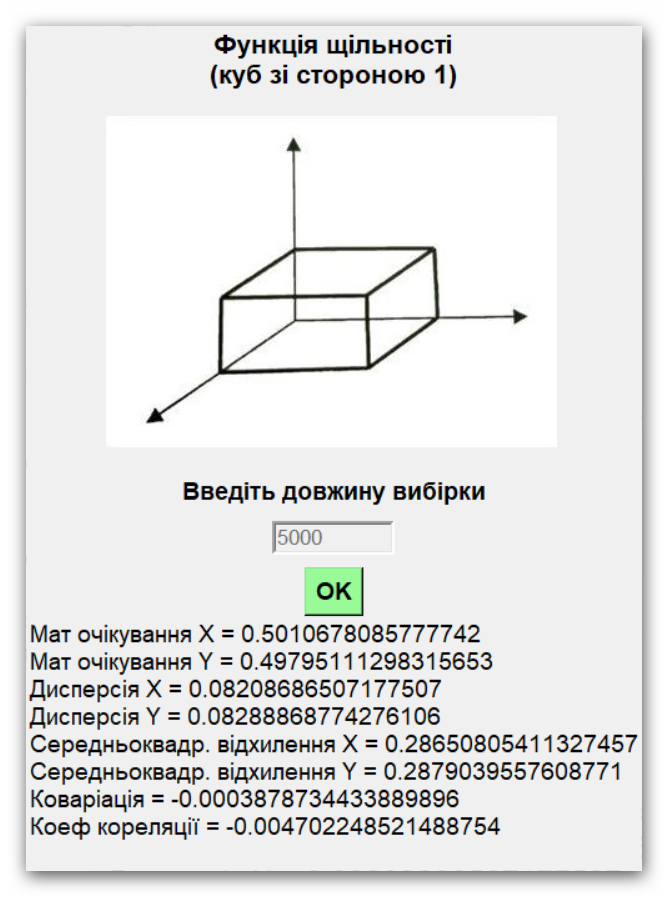 Функція щільності
(куб зі стороною 1)
Введіть довжину вибірки
5000
OK
Мат очікування X = 0.5010678085777742
Мат очікування Y = 0.49795111298315653
Дисперсія X = 0.08208686507177507
Дисперсія Y = 0.08288868774276106
Середньоквадр. відхилення X = 0.28650805411327457
Середньоквадр. відхилення Y = 0.2879039557608771
Коваріація = -0.0003878734433889896
Коеф кореляції = -0.004702248521488754